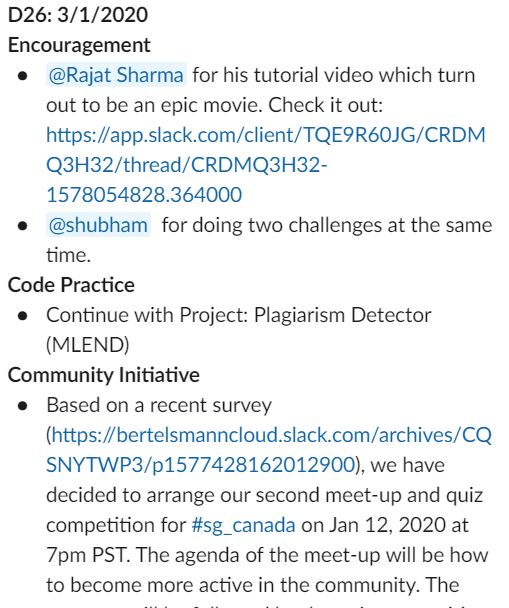 D26: 3/1/2020
Encouragement
● @Rajat Sharma for his tutorial video which turn
out to be an epic movie. Check it out:
https://app.slack.com/client/TQE9R60JG/CRDM
Q3H32/thread/CRDMQ3H32-
1578054828.364000
● @shubham for doing two challenges at the same
time.
Code Practice
● Continue with Project: Plagiarism Detector
(MLEND)
Community Initiative
● Based on a recent survey
(https://bertelsmanncloud.slack.com/archives/CQ
SNYTWP3/p1577428162012900), we have
decided to arrange our second meet-up and quiz
competition for #sg_canada on Jan 12, 2020 at
7pm PST. The agenda of the meet-up will be how
to become more active in the community. The